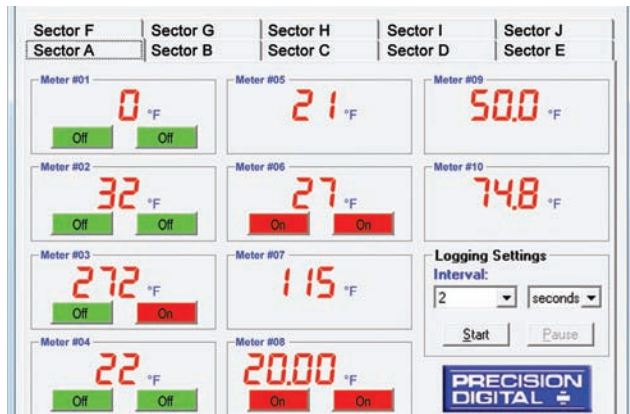 Sector F Sector G Sector H Sector I Sector J
Sector A Sector B Sector C Sector D Sector E
Meter #01
0 °F
Off Off
Meter #02
32 °F
Off Off
Meter #03
272 °F
Off On
Meter #04
22 °F
Off Off
Meter #05
21 °F
Meter #06
27 °F
On On
Meter #07
115 °F
Meter #08
20.00 °F
On On
Meter #09
50.0 °F
Meter #10
74.8 °F
Logging Settings
Interval:
2 seconds
Start Pause
PRECISION
DIGITAL